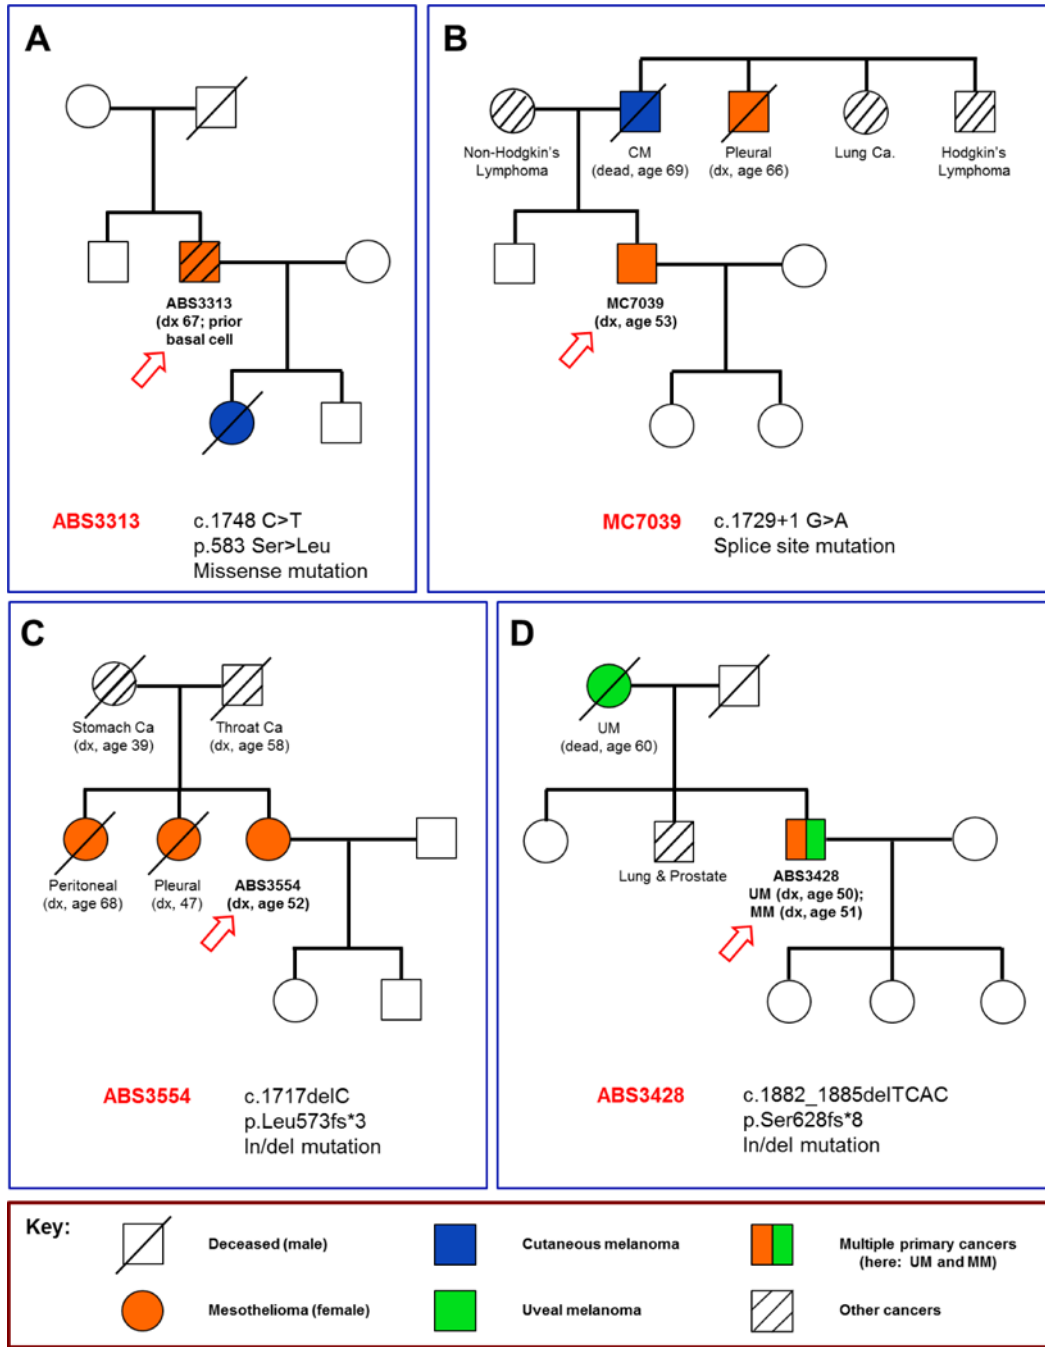 A
ABS3313
(dx 67; prior
basal cell
ABS3313
c.1748 C>T
p.583 Ser>Leu
Missense mutation
B
Non-Hodgkin's
Lymphoma
CM
(dead, age 69)
Pleural
(dx, age 66)
Lung Ca.
Hodgkin's
Lymphoma
MC7039
(dx, age 53)
MC7039
c.1729+1 G>A
Splice site mutation
C
Stomach Ca
(dx, age 39)
Throat Ca
(dx, age 58)
Peritoneal
(dx, age 68)
Pleural
(dx, 47)
ABS3554
(dx, age 52)
ABS3554
c.1717delC
p.Leu573fs*3
In/del mutation
D
UM
(dead, age 60)
Lung & Prostate
ABS3428
UM (dx, age 50);
MM (dx, age 51)
ABS3428
c.1882_1885delTCAC
p.Ser628fs*8
In/del mutation
Key:
Deceased (male)
Cutaneous melanoma
Multiple primary cancers
(here: UM and MM)
Mesothelioma (female)
Uveal melanoma
Other cancers